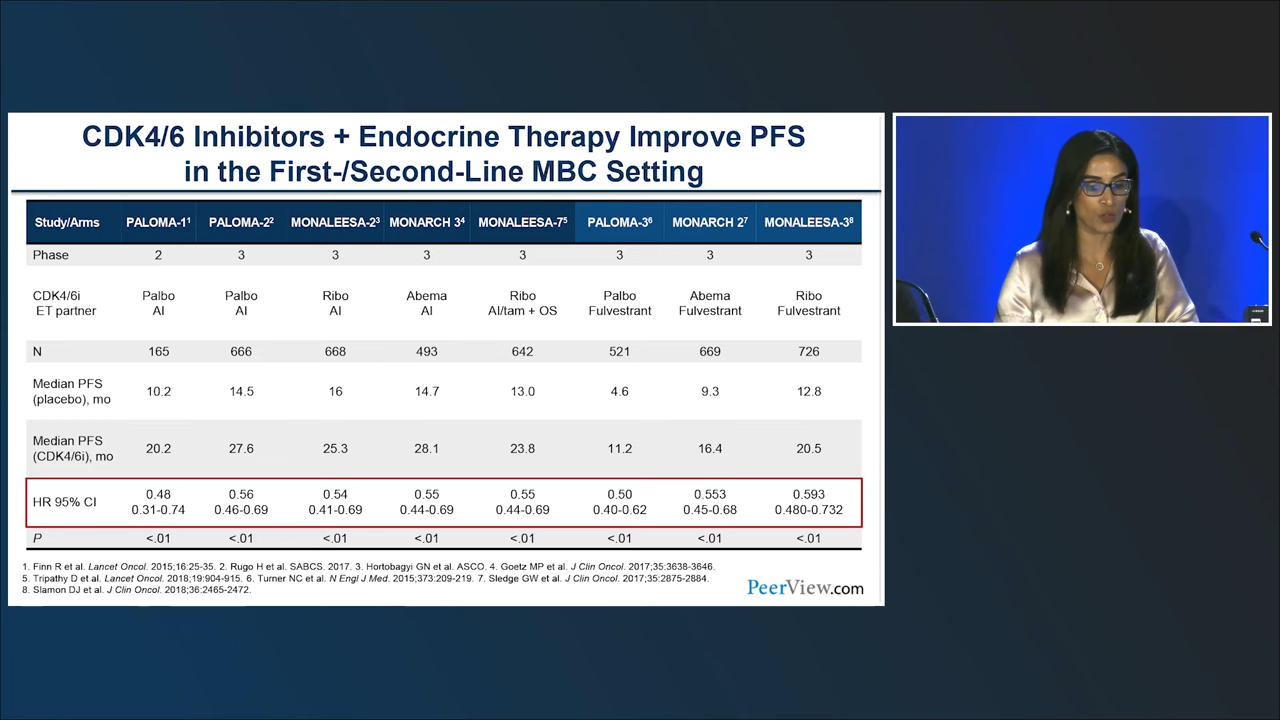 CDK4/6 Inhibitors + Endocrine Therapy Improve PFS
in the First-/Second-Line MBC Setting
Study/Arms PALOMA-1¹ PALOMA-2² MONALEESA-2³ MONARCH 3⁴ MONALEESA-7⁵ PALOMA-3⁶ MONARCH 2⁷ MONALEESA-3⁸
Phase 2 3 3 3 3 3 3 3
CDK4/6i Palbo Palbo Ribo Abema Ribo Palbo Abema Ribo
ET partner AI AI AI AI AI/tam + OS Fulvestrant Fulvestrant Fulvestrant
N 165 666 668 493 642 521 669 726
Median PFS
(placebo), mo 10.2 14.5 16 14.7 13.0 4.6 9.3 12.8
Median PFS
(CDK4/6i), mo 20.2 27.6 25.3 28.1 23.8 11.2 16.4 20.5
HR 95% CI 0.48 0.56 0.54 0.55 0.55 0.50 0.553 0.593
0.31-0.74 0.46-0.69 0.41-0.69 0.44-0.69 0.44-0.69 0.40-0.62 0.45-0.68 0.480-0.732
P <.01 <.01 <.01 <.01 <.01 <.01 <.01 <.01
1. Finn R et al. Lancet Oncol. 2015;16:25-35. 2. Rugo H et al. SABCS. 2017. 3. Hortobagyi GN et al. ASCO. 4. Goetz MP et al. J Clin Oncol. 2017;35:3638-3646.
5. Tripathy D et al. Lancet Oncol. 2018;19:904-915. 6. Turner NC et al. N Engl J Med. 2015;373:209-219. 7. Sledge GW et al. J Clin Oncol. 2017;35:2875-2884.
8. Slamon DJ et al. J Clin Oncol. 2018;36:2465-2472.
PeerView.com